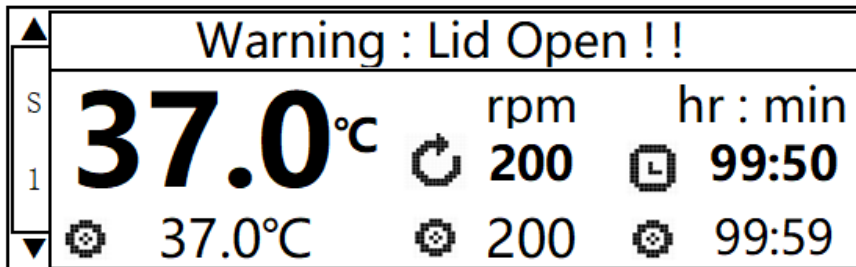 Warning : Lid Open ! !
S
1
37.0℃
rpm
200
hr : min
99:50
37.0℃
200
99:59